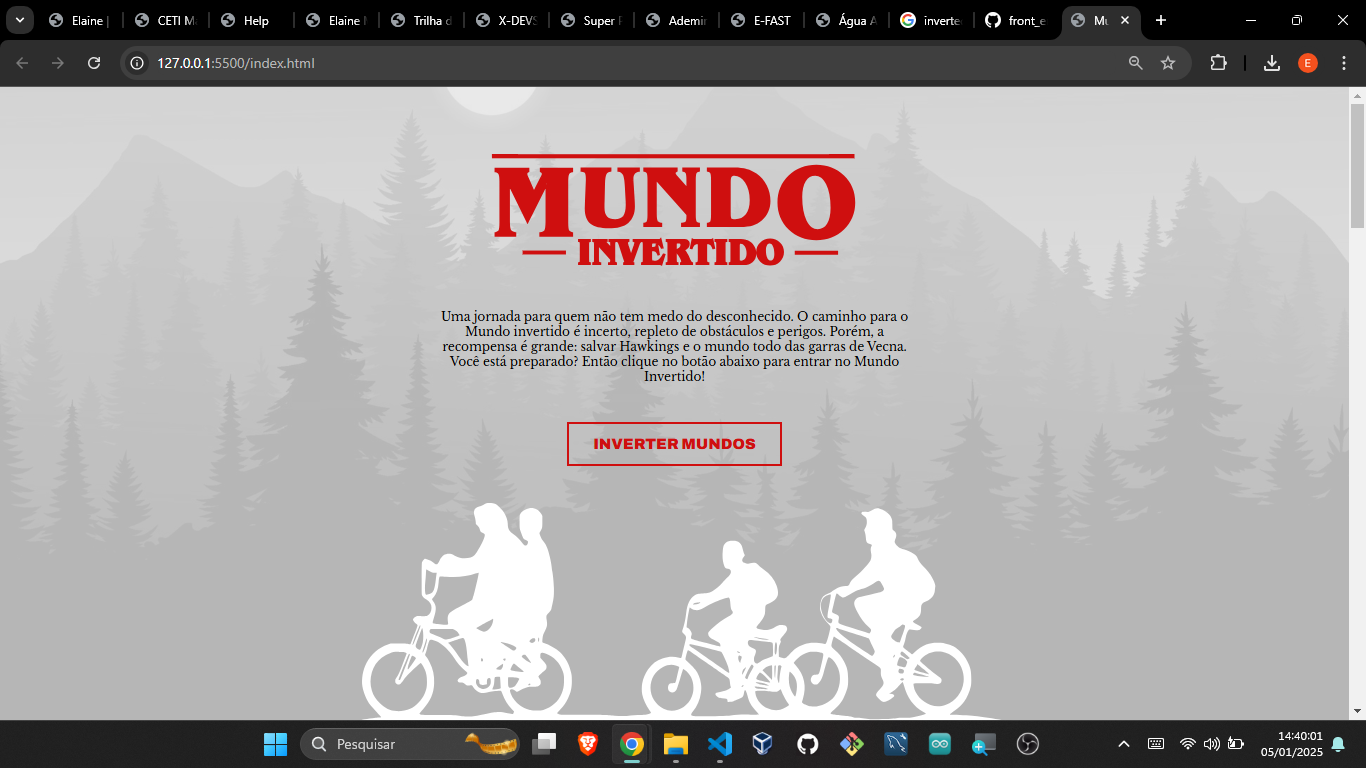 Elaine |
CETI M
Help
Elaine
Trilha d
X-DEVS
Super
Ademir
E-FAST
Água A
inverte
front_e
Mu
127.0.0.1:5500/index.html
E
MUNDO
INVERTIDO
Uma jornada para quem não tem medo do desconhecido. O caminho para o
Mundo invertido é incerto, repleto de obstáculos e perigos. Porém, a
recompensa é grande: salvar Hawkings e o mundo todo das garras de Vecna.
Você está preparado? Então clique no botão abaixo para entrar no Mundo
Invertido!
INVERTER MUNDOS
Pesquisar
14:40:01
05/01/2025